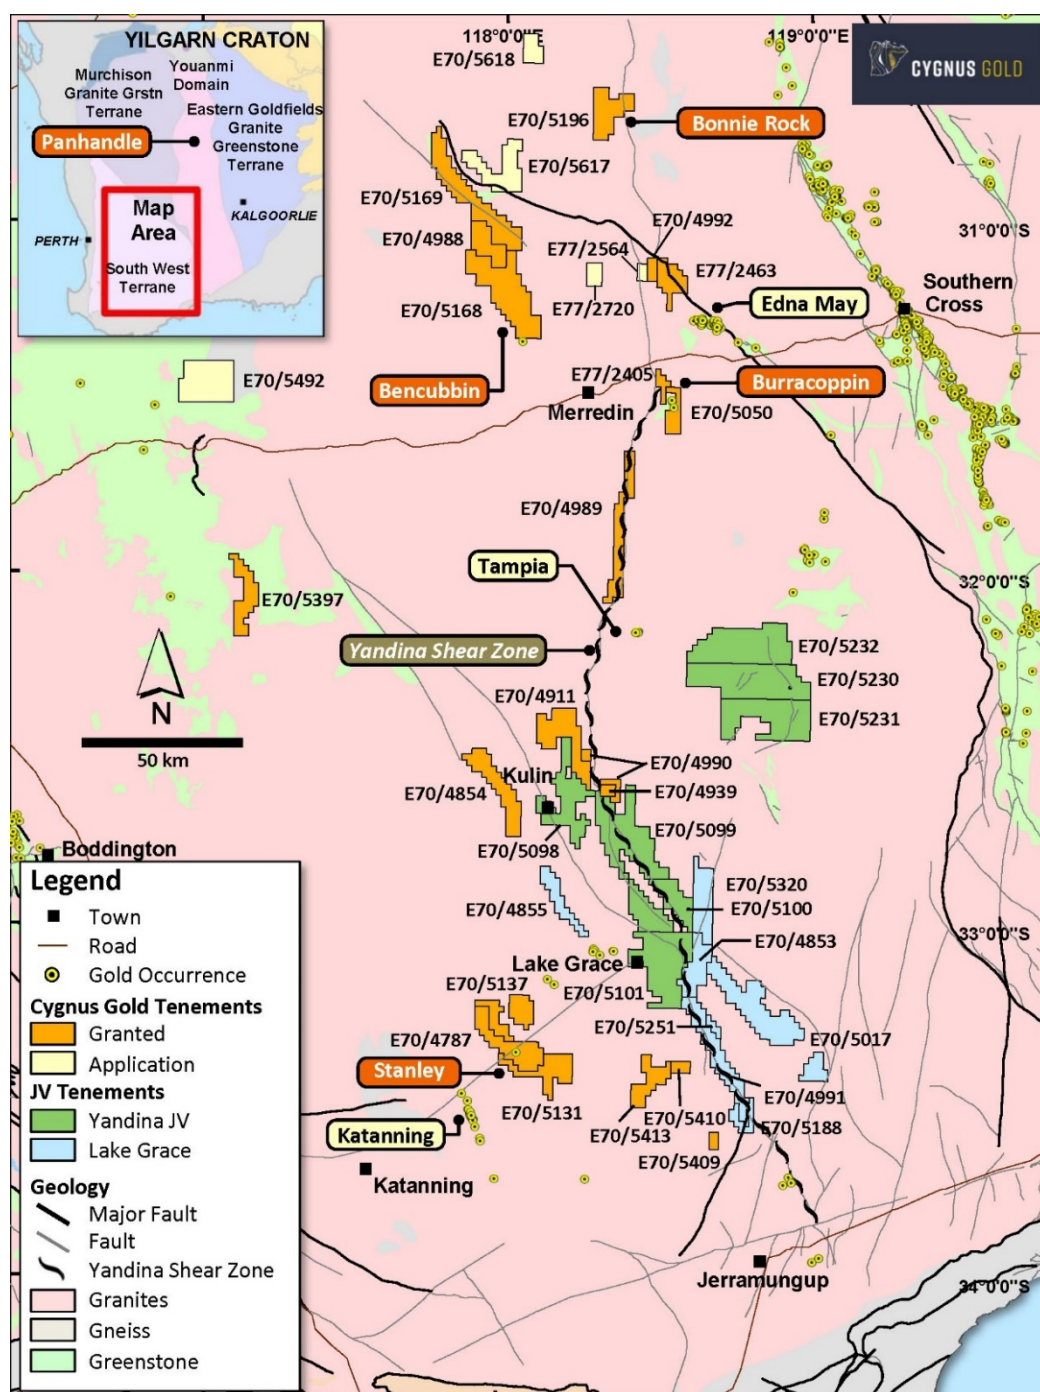 YILGARN CRATON
Murchison
Granite Grstn
Terrane
Youanmi
Domain
Eastern Goldfields
Granite
Greenstone
Terrane
Panhandle
Map
Area
KALGOORLIE
PERTH
South West
Terrane
118°0'0"E
119°0'0"E
CYGNUS GOLD
E70/5618
E70/5196
Bonnie Rock
E70/5617
E70/5169
E70/4992
31°0'0"S
E70/4988
E77/2564
E77/2463
E70/5168
E77/2720
Edna May
Southern
Cross
E70/5492
Bencubbin
E77/2405
Burracoppin
Merredin
E70/5050
E70/4989
Tampia
32°0'0"S
E70/5397
Yandina Shear Zone
E70/5232
E70/5230
E70/5231
N
50 km
E70/4911
E70/4990
Kulin
E70/4854
E70/4939
E70/5099
E70/5098
Boddington
E70/5320
E70/4855
E70/5100
33°0'0"S
E70/4853
Lake Grace
E70/5137
E70/5101
E70/5251
E70/5017
E70/4787
Stanley
E70/4991
E70/5131
E70/5410
E70/5188
E70/5413
Katanning
E70/5409
Katanning
Jerramungup
34°0'0"S
Legend
Town
Road
Gold Occurrence
Cygnus Gold Tenements
Granted
Application
JV Tenements
Yandina JV
Lake Grace
Geology
Major Fault
Fault
Yandina Shear Zone
Granites
Gneiss
Greenstone